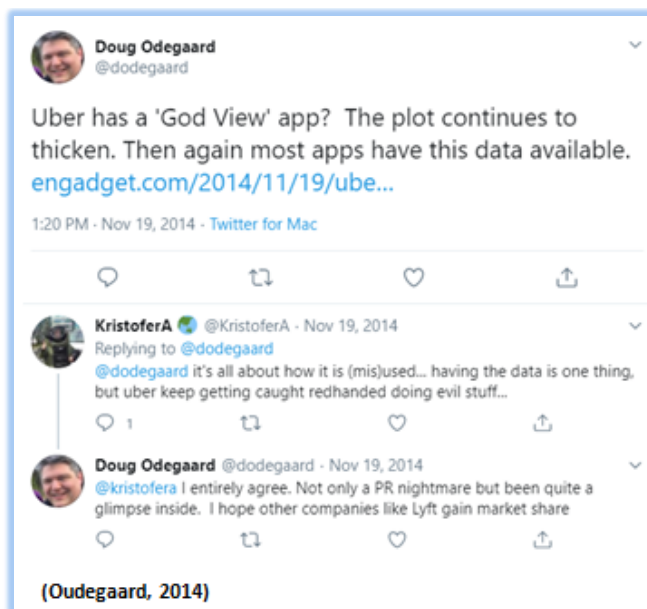 Doug Odegaard
@dodegaard
Uber has a 'God View' app? The plot continues to
thicken. Then again most apps have this data available.
engadget.com/2014/11/19/ube...
1:20 PM · Nov 19, 2014 · Twitter for Mac
KristoferA 🌏 @KristoferA · Nov 19, 2014
Replying to @dodegaard
@dodegaard it's all about how it is (mis)used... having the data is one thing,
but uber keep getting caught redhanded doing evil stuff...
1
Doug Odegaard @dodegaard · Nov 19, 2014
@kristofera I entirely agree. Not only a PR nightmare but been quite a
glimpse inside. I hope other companies like Lyft gain market share
(Oudegaard, 2014)